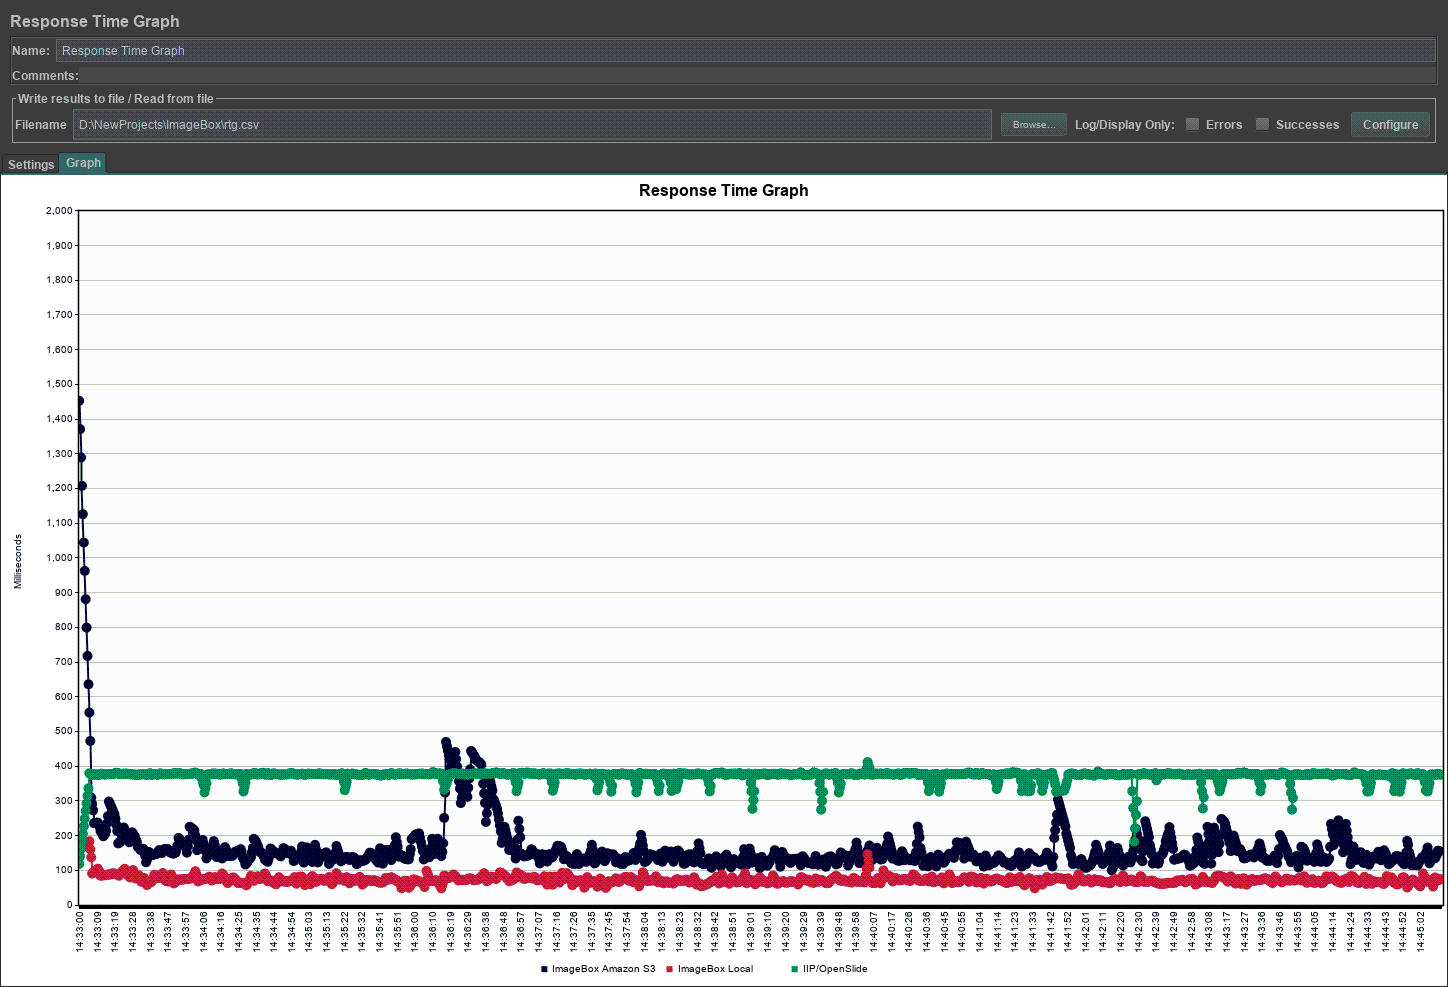 Response Time Graph
Name: Response Time Graph
Comments:
Write results to file / Read from file
Filename D:\NewProjects\ImageBox\rtg.csv Browse... Log/Display Only: Errors Successes Configure
Settings Graph
Response Time Graph
2,000
1,900
1,800
1,700
1,600
1,500
1,400
1,300
1,200
1,100
1,000
900
800
700
600
500
400
300
200
100
0
Milliseconds
14:33:00 14:33:09 14:33:19 14:33:28 14:33:38 14:33:47 14:33:57 14:34:06 14:34:16 14:34:25 14:34:35 14:34:44 14:34:54 14:35:03 14:35:13 14:35:22 14:35:32 14:35:41 14:35:51 14:36:00 14:36:10 14:36:19 14:36:29 14:36:38 14:36:48 14:36:57 14:37:07 14:37:16 14:37:26 14:37:35 14:37:45 14:37:54 14:38:04 14:38:13 14:38:23 14:38:32 14:38:42 14:38:51 14:39:01 14:39:10 14:39:20 14:39:29 14:39:39 14:39:48 14:39:58 14:40:07 14:40:17 14:40:26 14:40:36 14:40:45 14:40:55 14:41:04 14:41:14 14:41:23 14:41:33 14:41:42 14:41:52 14:42:01 14:42:11 14:42:20 14:42:30 14:42:39 14:42:49 14:42:58 14:43:08 14:43:17 14:43:27 14:43:36 14:43:46 14:43:55 14:44:05 14:44:14 14:44:24 14:44:33 14:44:43 14:44:52 14:45:02
ImageBox Amazon S3 ImageBox Local IIP/OpenSlide